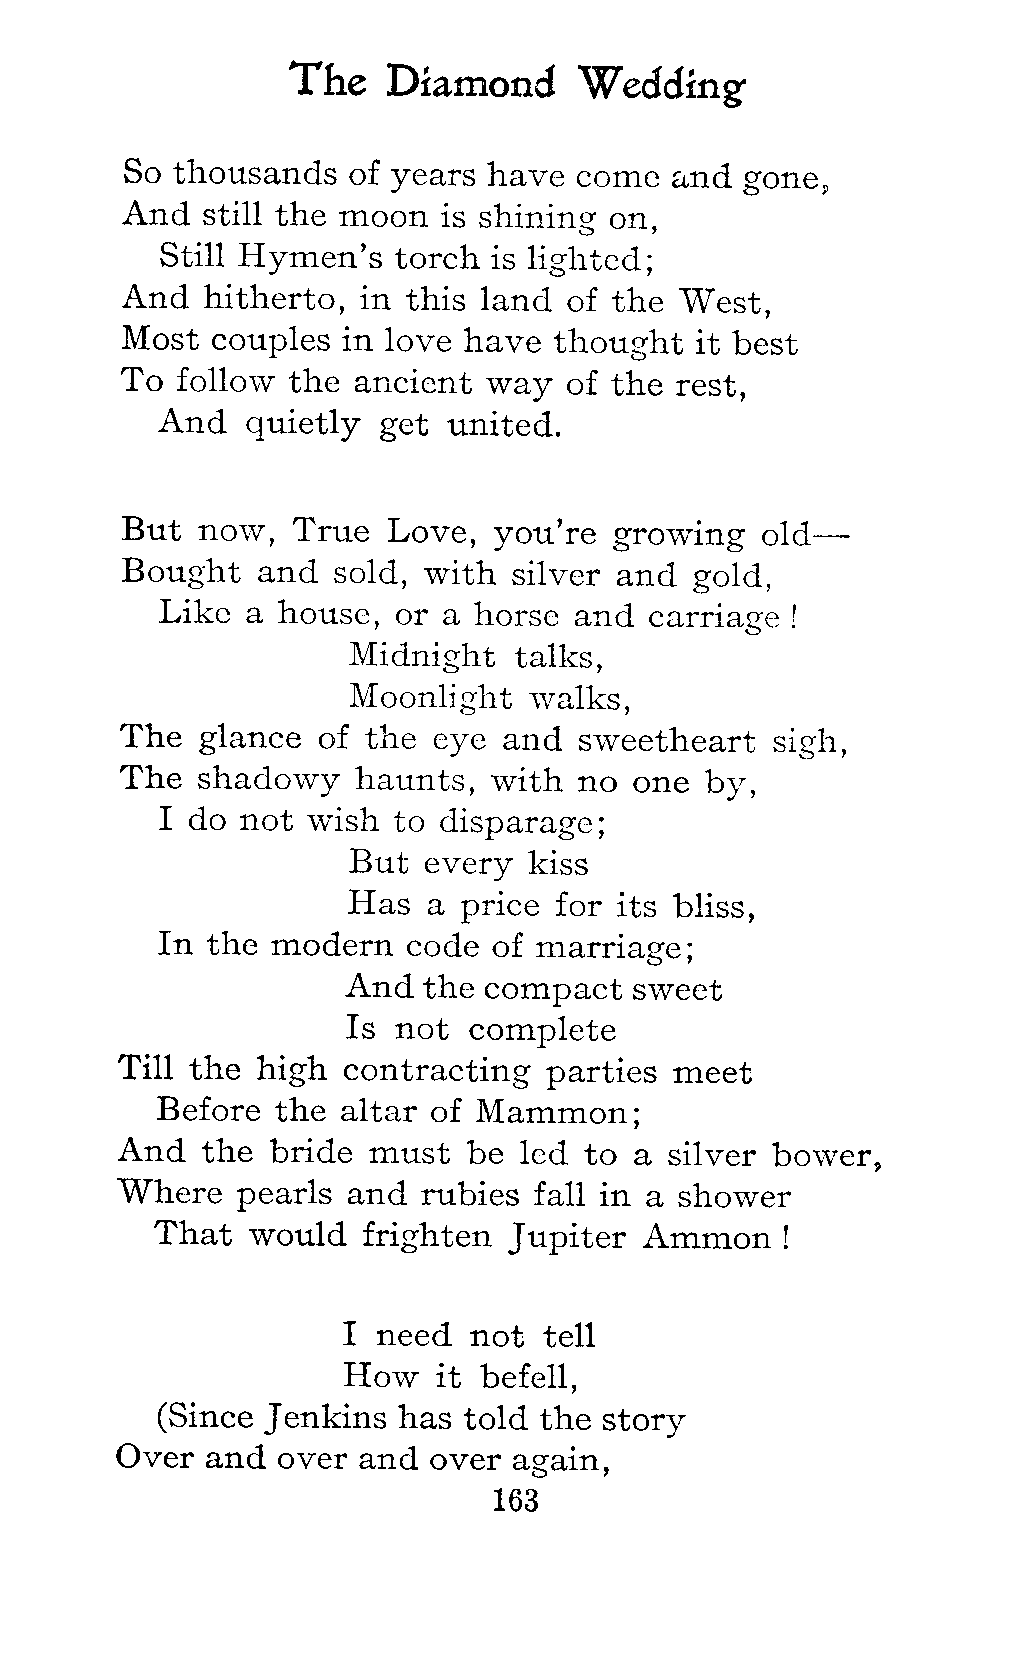 The Diamond Wedding
So thousands of years have come and gone,
And still the moon is shining on,
Still Hymen's torch is lighted;
And hitherto, in this land of the West,
Most couples in love have thought it best
To follow the ancient way of the rest,
And quietly get united.
But now, True Love, you're growing old—
Bought and sold, with silver and gold,
Like a house, or a horse and carriage !
Midnight talks,
Moonlight walks,
The glance of the eye and sweetheart sigh,
The shadowy haunts, with no one by,
I do not wish to disparage;
But every kiss
Has a price for its bliss,
In the modern code of marriage;
And the compact sweet
Is not complete
Till the high contracting parties meet
Before the altar of Mammon;
And the bride must be led to a silver bower,
Where pearls and rubies fall in a shower
That would frighten Jupiter Ammon !
I need not tell
How it befell,
(Since Jenkins has told the story
Over and over and over again,
163